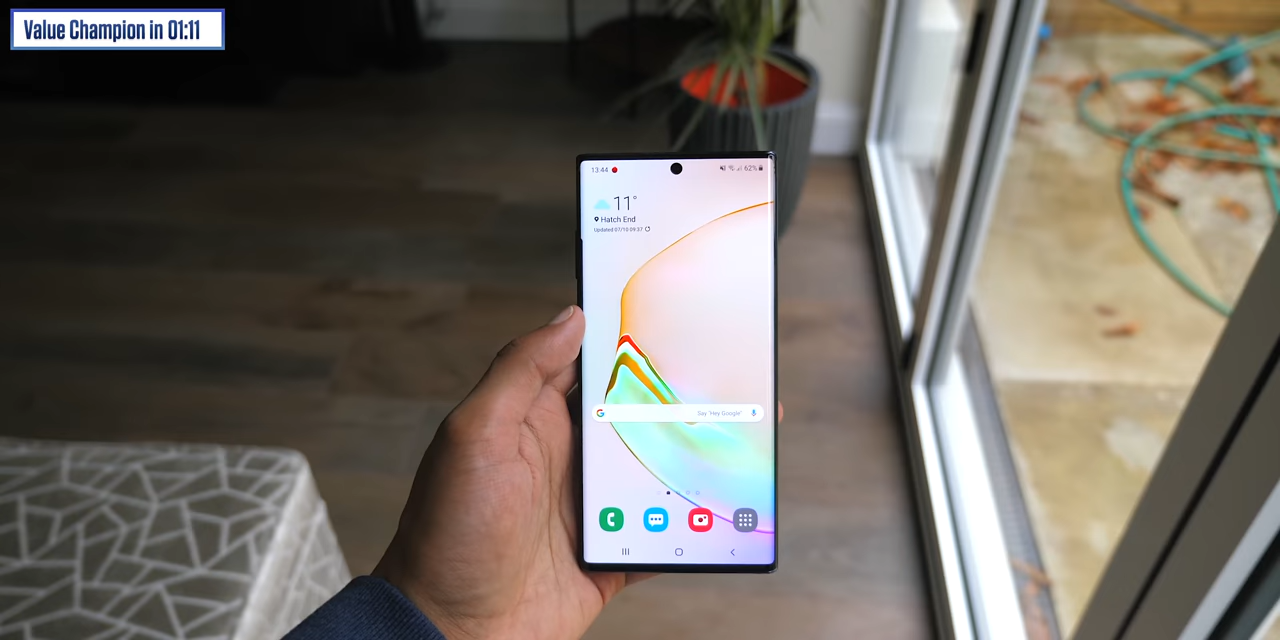 Value Champion in 01:11
13:44
62%
11°
Hatch End
Updated 07/10 09:37
G
Say "Hey Google"